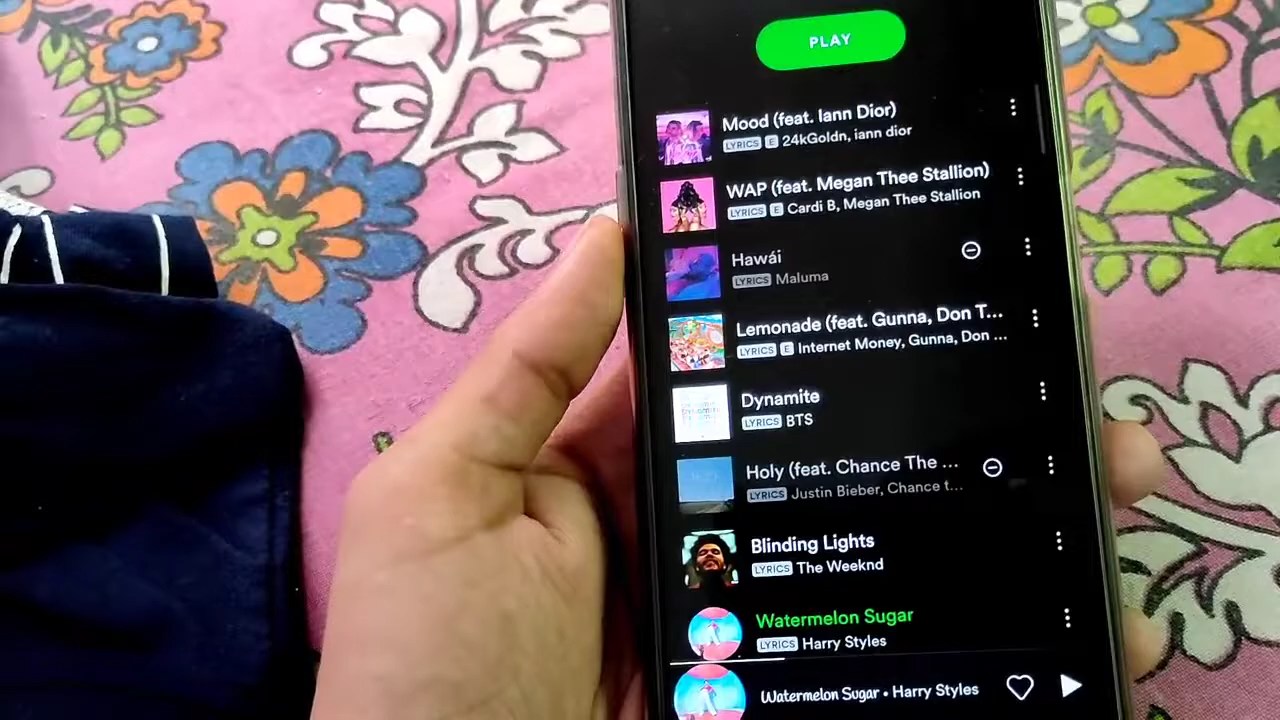 PLAY
Mood (feat. Iann Dior)
LYRICS E 24kGoldn, iann dior
WAP (feat. Megan Thee Stallion)
LYRICS E Cardi B, Megan Thee Stallion
Hawái
LYRICS Maluma
Lemonade (feat. Gunna, Don T...
LYRICS E Internet Money, Gunna, Don ...
Dynamite
LYRICS BTS
Holy (feat. Chance The ...
LYRICS Justin Bieber, Chance t...
Blinding Lights
LYRICS The Weeknd
Watermelon Sugar
LYRICS Harry Styles
Watermelon Sugar • Harry Styles